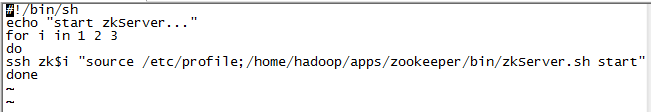 #!/bin/sh
echo "start zkServer..."
for i in 1 2 3
do
ssh zk$i "source /etc/profile;/home/hadoop/apps/zookeeper/bin/zkServer.sh start"
done
~
~